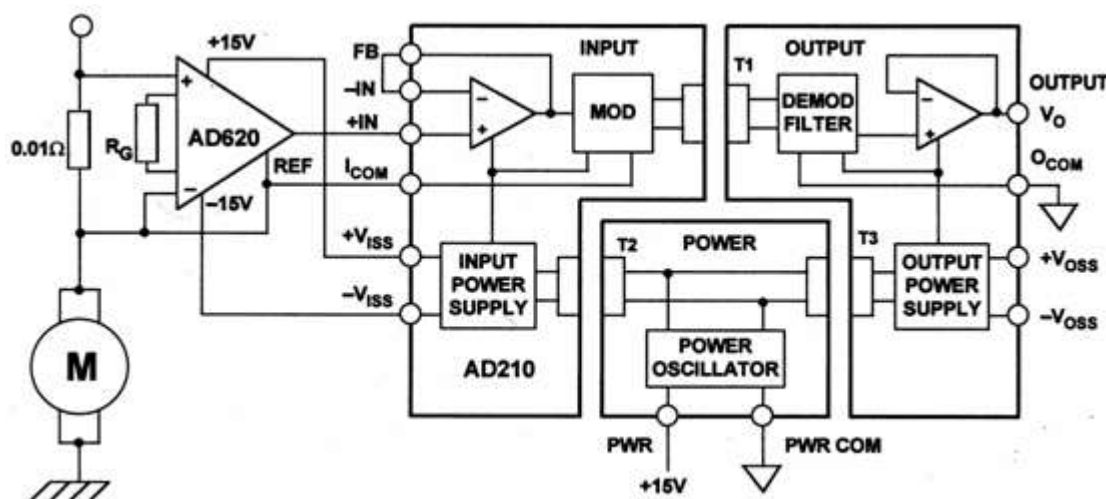 +15V
0.01Ω
R_G
+
AD620
−
REF
−15V
M
FB
−IN
+IN
I_COM
+V_ISS
−V_ISS
INPUT
−
+
MOD
INPUT
POWER
SUPPLY
AD210
T1
OUTPUT
DEMOD
FILTER
−
+
OUTPUT
V_O
O_COM
T2
POWER
T3
POWER
OSCILLATOR
OUTPUT
POWER
SUPPLY
+V_OSS
−V_OSS
PWR
PWR COM
+15V